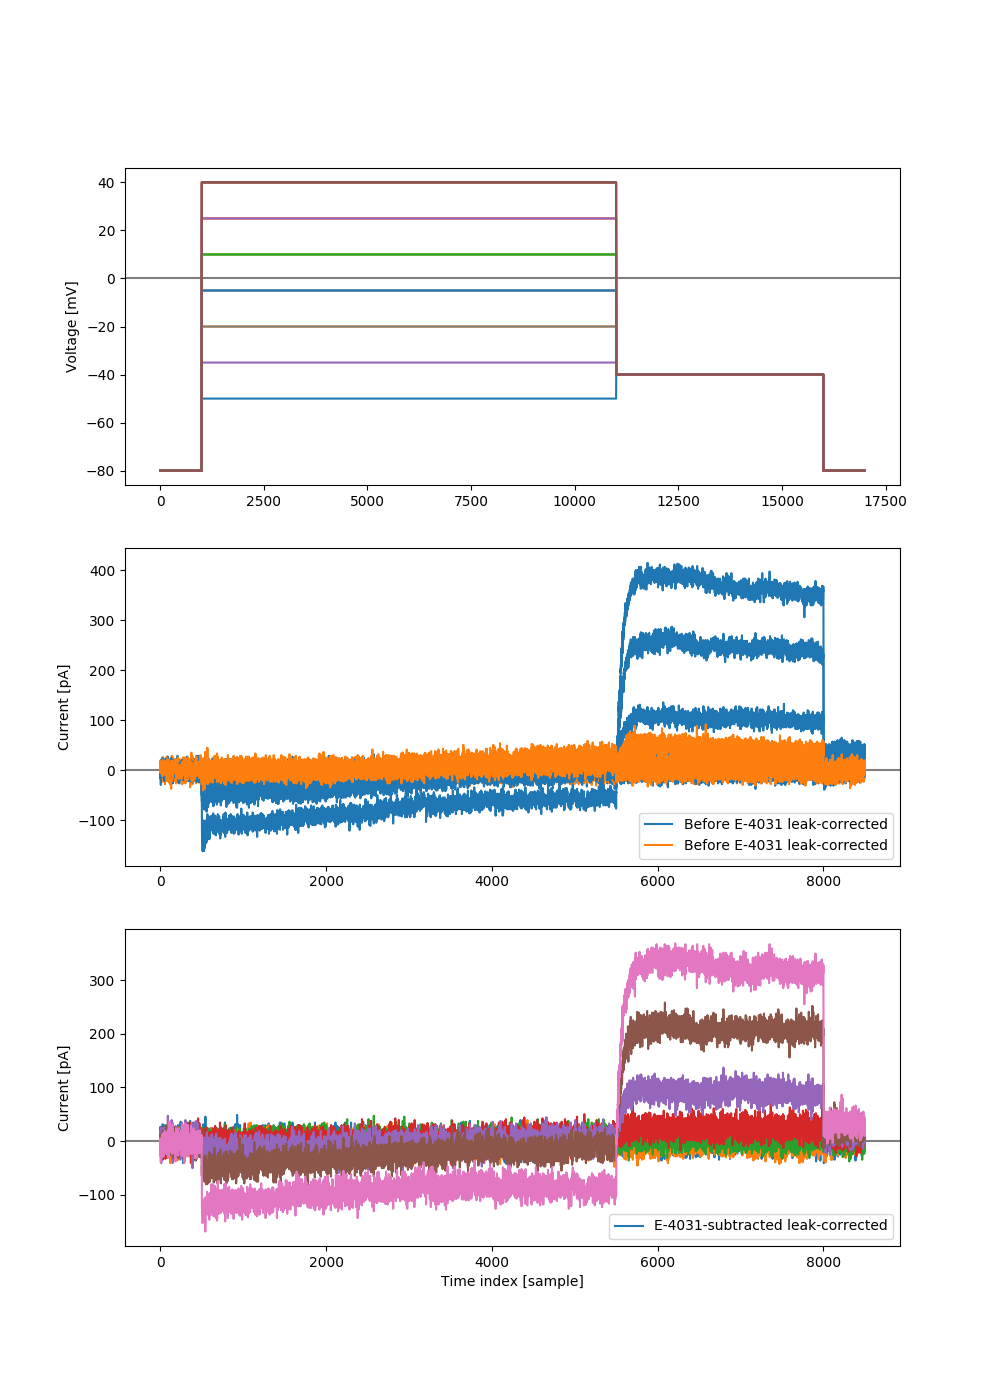 40
20
0
−20
−40
−60
−80
Voltage [mV]
0 2500 5000 7500 10000 12500 15000 17500
400
300
200
100
0
−100
Current [pA]
Before E-4031 leak-corrected
Before E-4031 leak-corrected
0 2000 4000 6000 8000
300
200
100
0
−100
Current [pA]
E-4031-subtracted leak-corrected
0 2000 4000 6000 8000
Time index [sample]